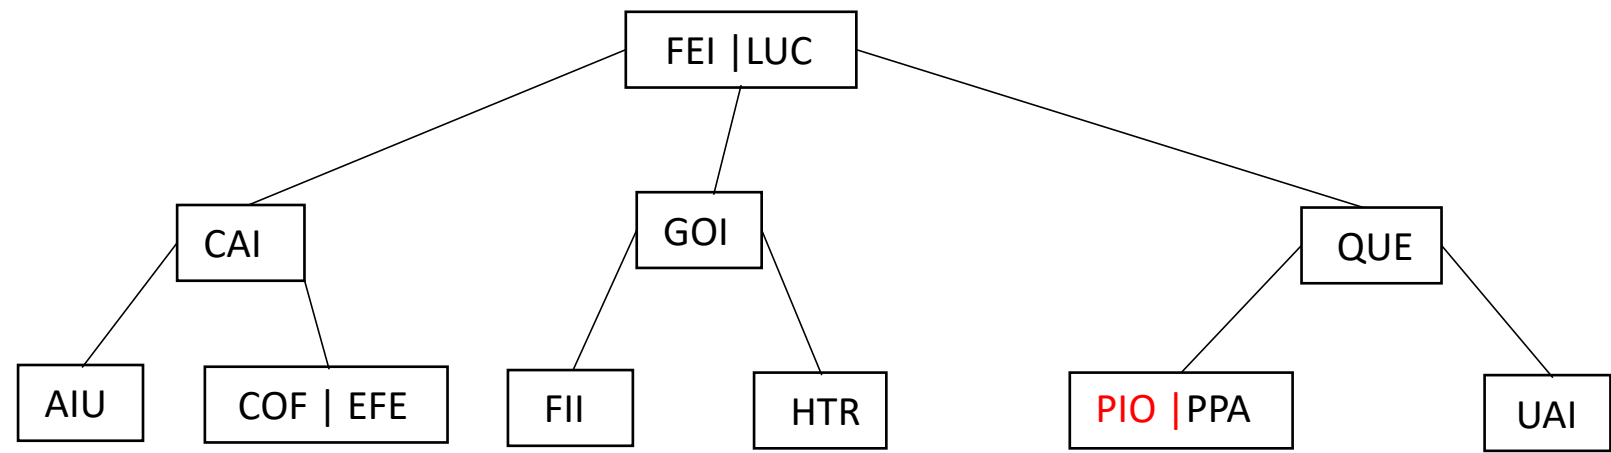 FEI |LUC
CAI
GOI
QUE
AIU
COF | EFE
FII
HTR
PIO |PPA
UAI